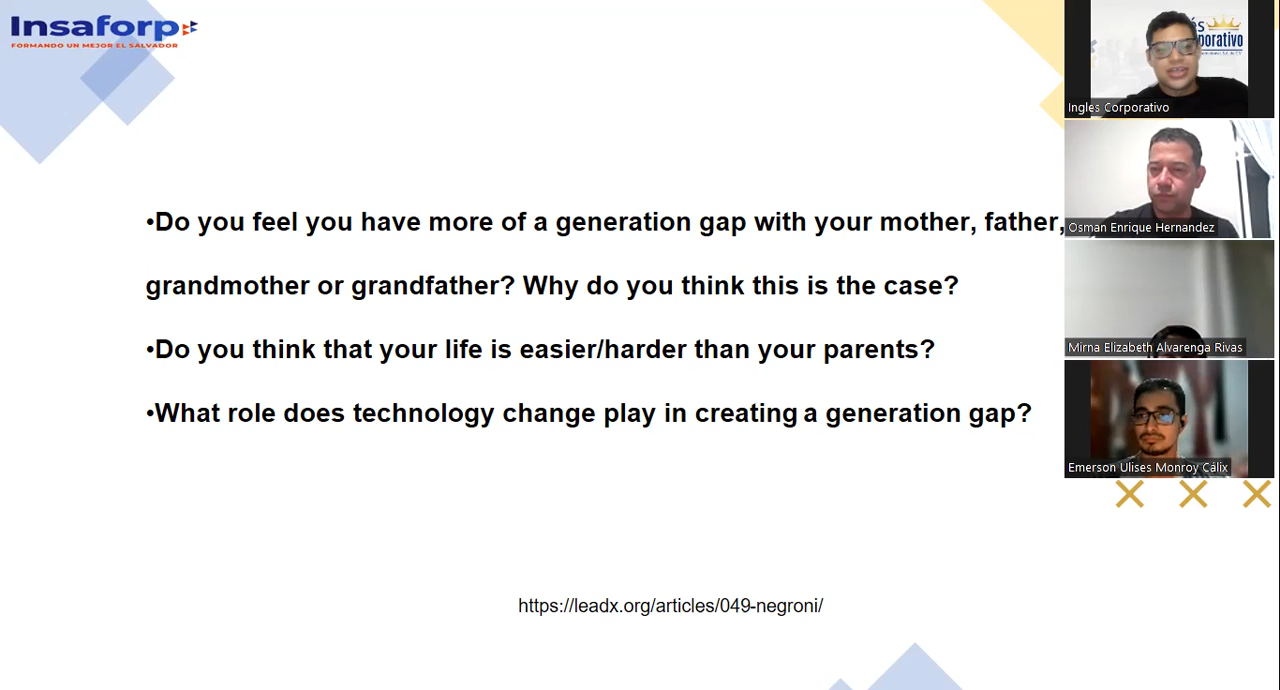 Insaforp
FORMANDO UN MEJOR EL SALVADOR
•Do you feel you have more of a generation gap with your mother, father,
grandmother or grandfather? Why do you think this is the case?
•Do you think that your life is easier/harder than your parents?
•What role does technology change play in creating a generation gap?
https://leadx.org/articles/049-negroni/
Ingles Corporativo
Osman Enrique Hernandez
Mirna Elizabeth Alvarenga Rivas
Emerson Ulises Monroy Cálix